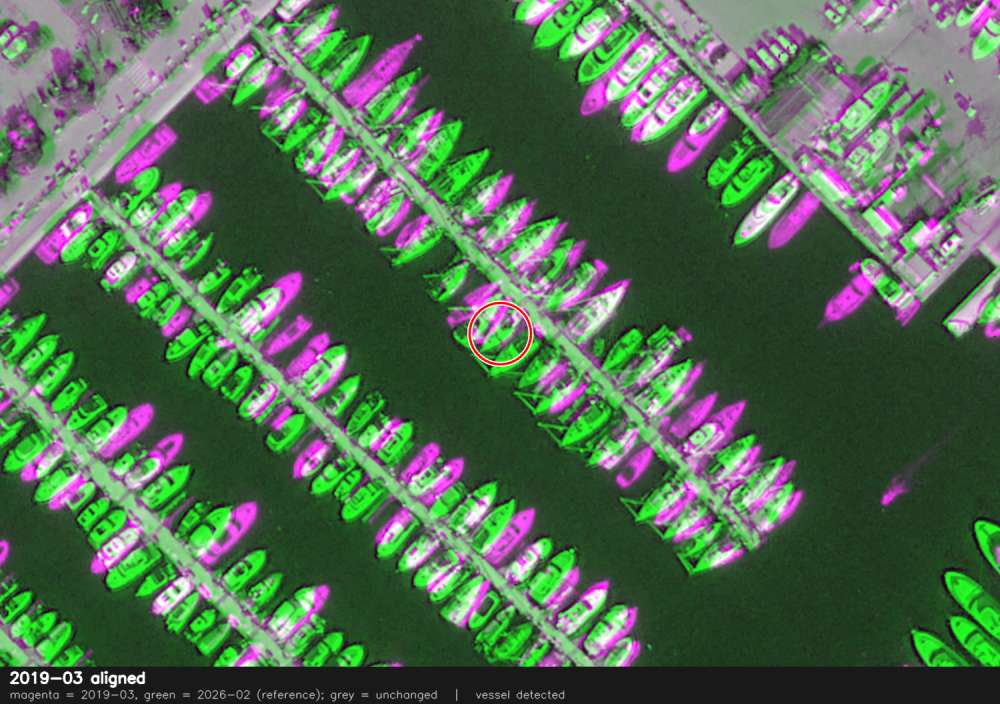 2019-03 aligned
magenta = 2019-03, green = 2026-02 (reference); grey = unchanged | vessel detected